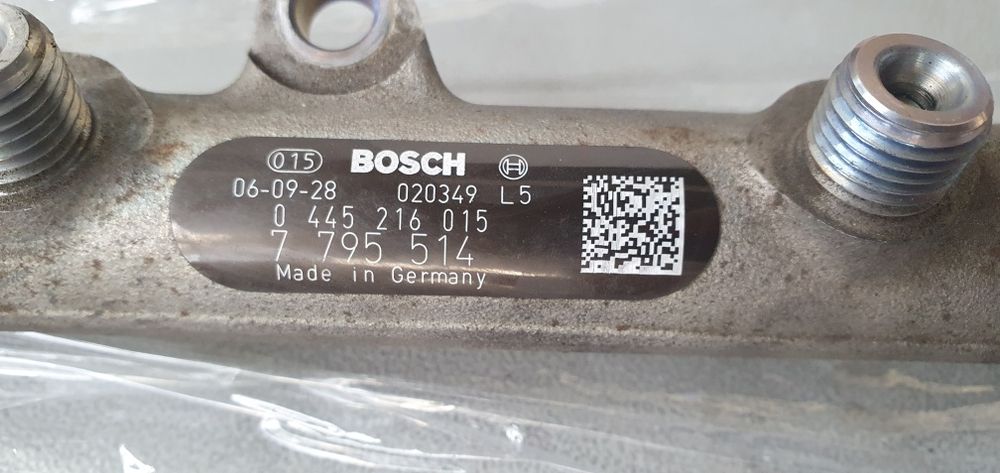 015 BOSCH
06-09-28 020349 L5
0 445 216 015
7 795 514
Made in Germany